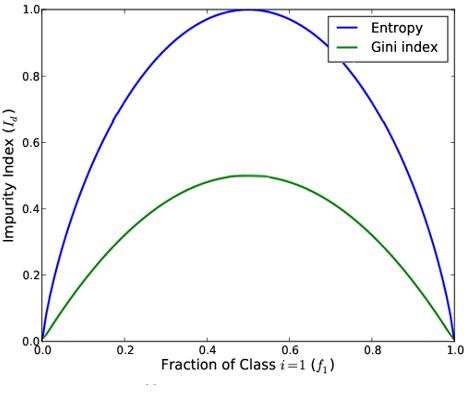 1.0
Entropy
Gini index
0.8
0.6
0.4
0.2
0.0
0.0 0.2 0.4 0.6 0.8 1.0
Impurity Index (I_d)
Fraction of Class i=1 (f_1)